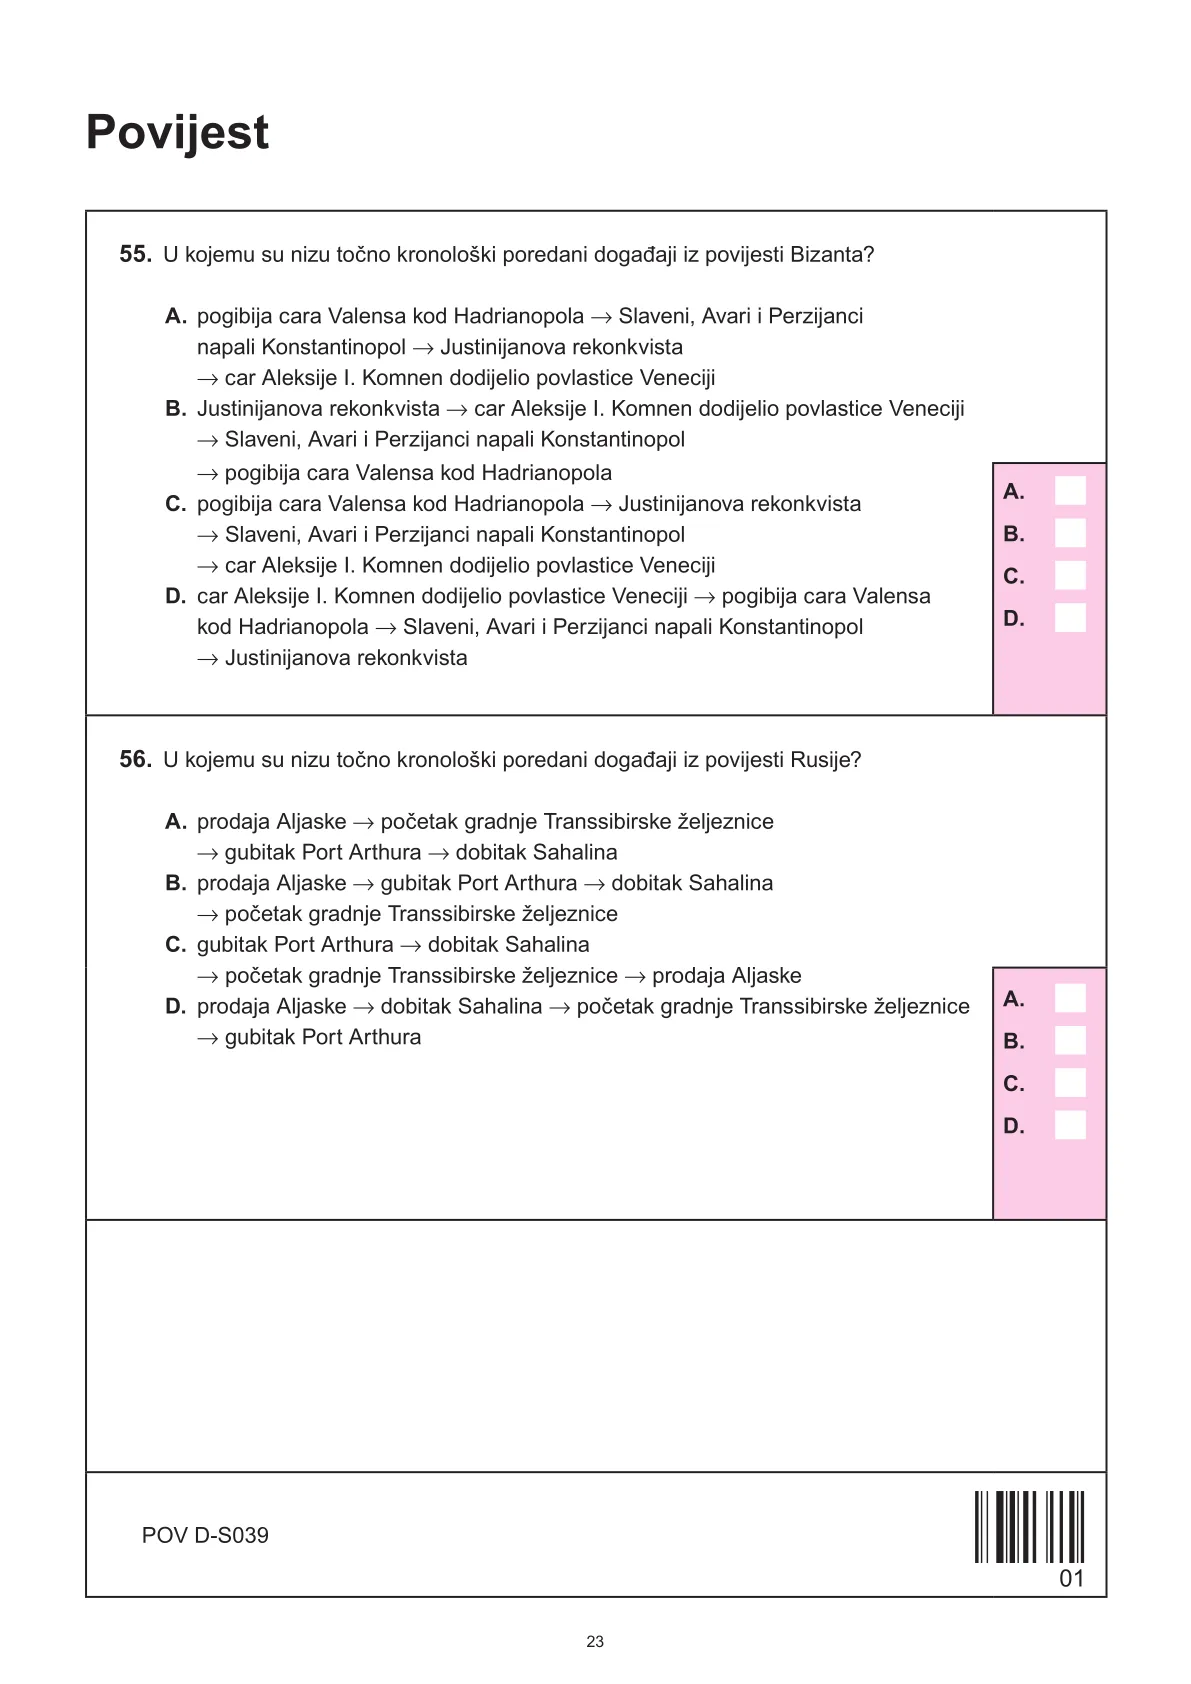 Povijest
55. U kojemu su nizu točno kronološki poredani događaji iz povijesti Bizanta?
A. pogibija cara Valensa kod Hadrianopola → Slaveni, Avari i Perzijanci
napali Konstantinopol → Justinijanova rekonkvista
→ car Aleksije I. Komnen dodijelio povlastice Veneciji
B. Justinijanova rekonkvista → car Aleksije I. Komnen dodijelio povlastice Veneciji
→ Slaveni, Avari i Perzijanci napali Konstantinopol
→ pogibija cara Valensa kod Hadrianopola
C. pogibija cara Valensa kod Hadrianopola → Justinijanova rekonkvista
→ Slaveni, Avari i Perzijanci napali Konstantinopol
→ car Aleksije I. Komnen dodijelio povlastice Veneciji
D. car Aleksije I. Komnen dodijelio povlastice Veneciji → pogibija cara Valensa
kod Hadrianopola → Slaveni, Avari i Perzijanci napali Konstantinopol
→ Justinijanova rekonkvista
A.
B.
C.
D.
56. U kojemu su nizu točno kronološki poredani događaji iz povijesti Rusije?
A. prodaja Aljaske → početak gradnje Transsibirske željeznice
→ gubitak Port Arthura → dobitak Sahalina
B. prodaja Aljaske → gubitak Port Arthura → dobitak Sahalina
→ početak gradnje Transsibirske željeznice
C. gubitak Port Arthura → dobitak Sahalina
→ početak gradnje Transsibirske željeznice → prodaja Aljaske
D. prodaja Aljaske → dobitak Sahalina → početak gradnje Transsibirske željeznice
→ gubitak Port Arthura
A.
B.
C.
D.
POV D-S039
01
23